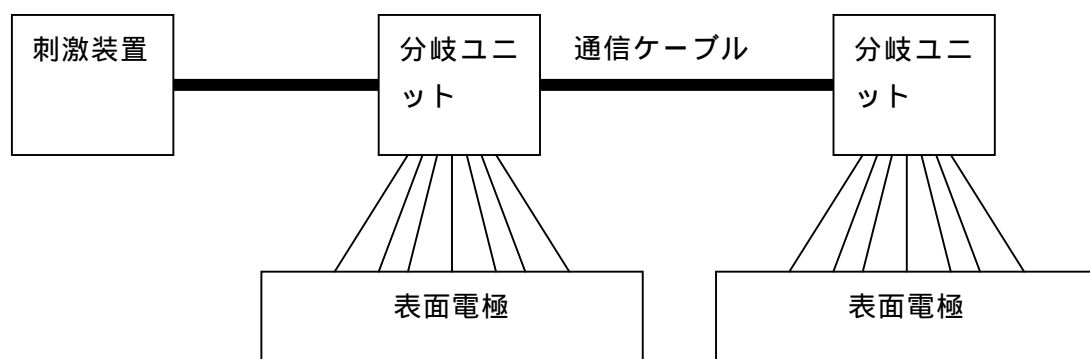 刺激装置
分岐ユニ
ット
通信ケーブル
分岐ユニ
ット
表面電極
表面電極